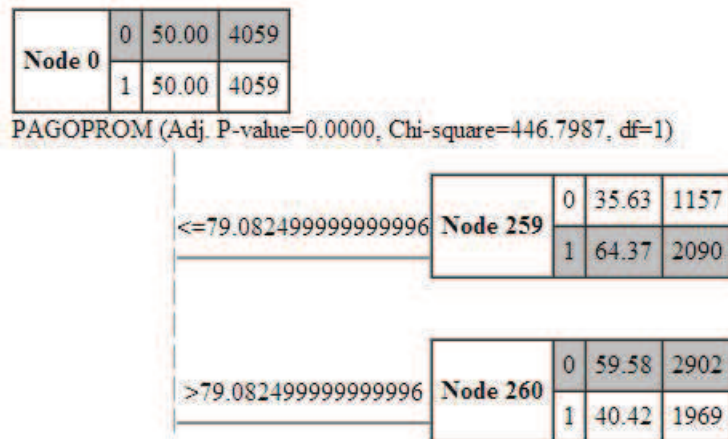 Node 0 0 50.00 4059
1 50.00 4059
PAGOPROM (Adj. P-value=0.0000, Chi-square=446.7987, df=1)
<=79.082499999999996 Node 259 0 35.63 1157
1 64.37 2090
>79.082499999999996 Node 260 0 59.58 2902
1 40.42 1969